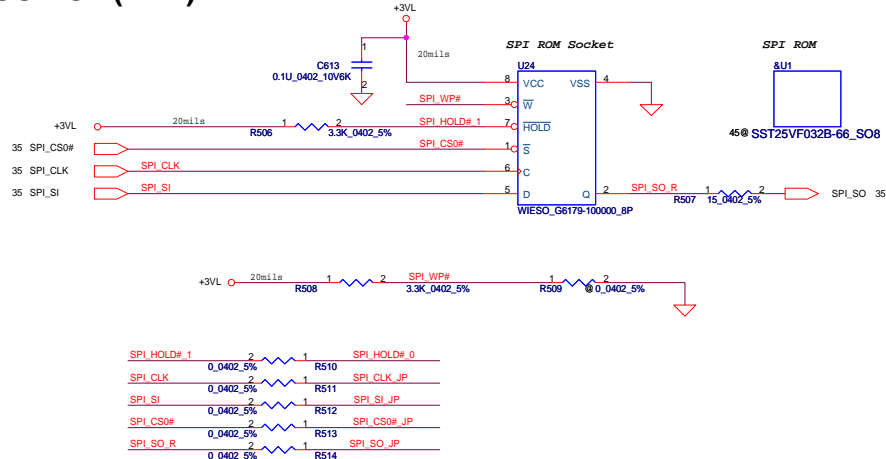 +3VL
20mils
SPI ROM Socket
SPI ROM
C613
0.1U_0402_10V6K
1
2
U24
&U1
8 VCC VSS 4
SPI_WP# 3 W
+3VL 20mils R506 1 2 3.3K_0402_5% SPI_HOLD#_1 7 HOLD
45@ SST25VF032B-66_SO8
35 SPI_CS0# SPI_CS0# 1 S
35 SPI_CLK SPI_CLK 6 C
35 SPI_SI SPI_SI 5 D Q 2 SPI_SO_R R507 1 2 15_0402_5% SPI_SO 35
WIESO_G6179-100000_8P
+3VL 20mils R508 1 2 3.3K_0402_5% SPI_WP# R509 1 2 @ 0_0402_5%
SPI_HOLD#_1 0_0402_5% 2 1 R510 SPI_HOLD#_0
SPI_CLK 0_0402_5% 2 1 R511 SPI_CLK_JP
SPI_SI 0_0402_5% 2 1 R512 SPI_SI_JP
SPI_CS0# 0_0402_5% 2 1 R513 SPI_CS0#_JP
SPI_SO_R 0_0402_5% 2 1 R514 SPI_SO_JP